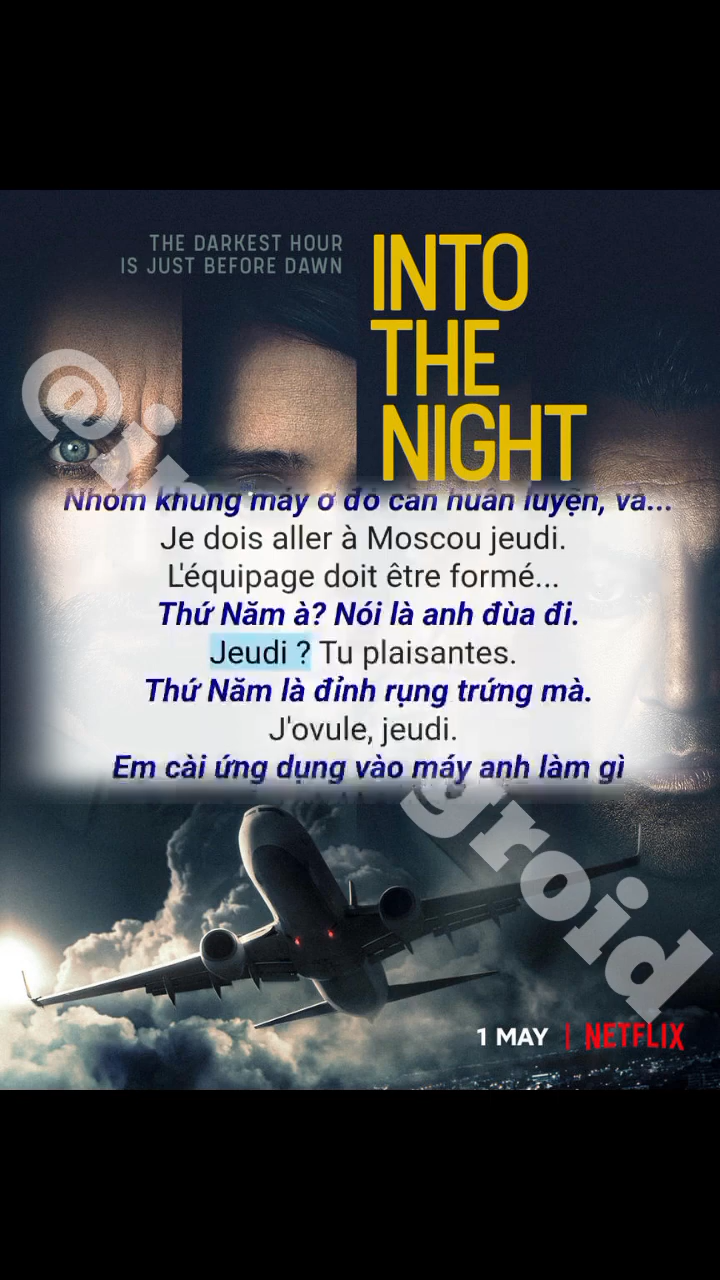 THE DARKEST HOUR
IS JUST BEFORE DAWN
INTO
THE
NIGHT
Nhóm khung máy ở đó cần huấn luyện, và...
Je dois aller à Moscou jeudi.
L'équipage doit être formé...
Thứ Năm à? Nói là anh đùa đi.
Jeudi ? Tu plaisantes.
Thứ Năm là đỉnh rụng trứng mà.
J'ovule, jeudi.
Em cài ứng dụng vào máy anh làm gì
groid
1 MAY | NETFLIX